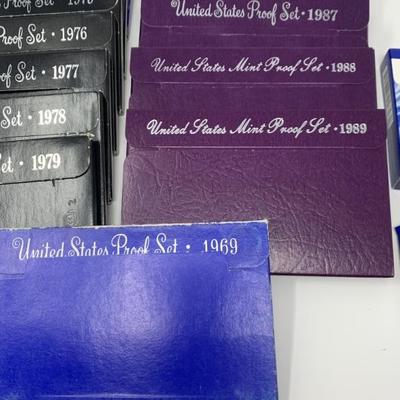 1975
Proof Set • 1976
Proof Set • 1977
Set • 1978
Set • 1979
United States Proof Set • 1987
United States Mint Proof Set • 1988
United States Mint Proof Set • 1989
United States Proof Set • 1969